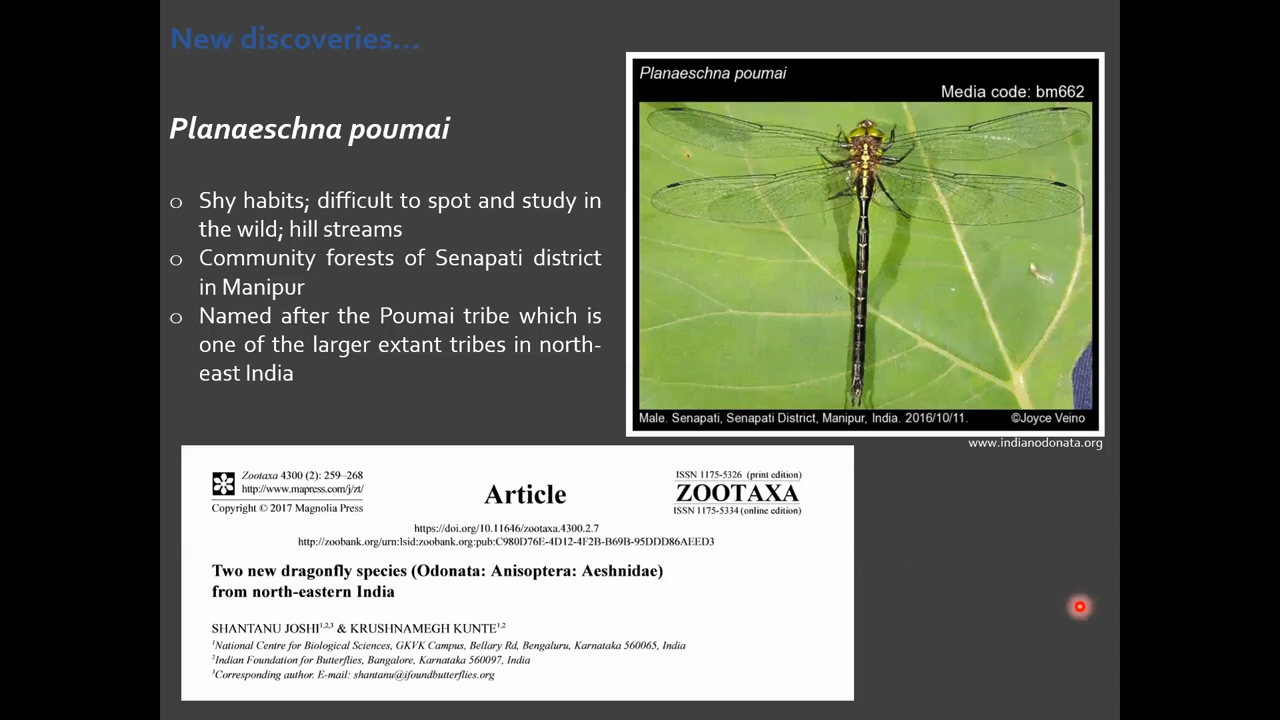 New discoveries...
Planaeschna poumai
o Shy habits; difficult to spot and study in
the wild; hill streams
o Community forests of Senapati district
in Manipur
o Named after the Poumai tribe which is
one of the larger extant tribes in north-
east India
Planaeschna poumai
Media code: bm662
Male. Senapati, Senapati District, Manipur, India. 2016/10/11. ©Joyce Veino
www.indianodonata.org
Zootaxa 4300 (2): 259–268
http://www.mapress.com/j/zt/
Copyright © 2017 Magnolia Press
Article
ISSN 1175-5326 (print edition)
ZOOTAXA
ISSN 1175-5334 (online edition)
https://doi.org/10.11646/zootaxa.4300.2.7
http://zoobank.org/urn:lsid:zoobank.org:pub:C980D76E-4D12-4F2B-B69B-95DDD86AEED3
Two new dragonfly species (Odonata: Anisoptera: Aeshnidae)
from north-eastern India
SHANTANU JOSHI1,2,3 & KRUSHNAMEGH KUNTE1,2
1National Centre for Biological Sciences, GKVK Campus, Bellary Rd, Bengaluru, Karnataka 560065, India
2Indian Foundation for Butterflies, Bangalore, Karnataka 560097, India
3Corresponding author. E-mail: shantanu@ifoundbutterflies.org